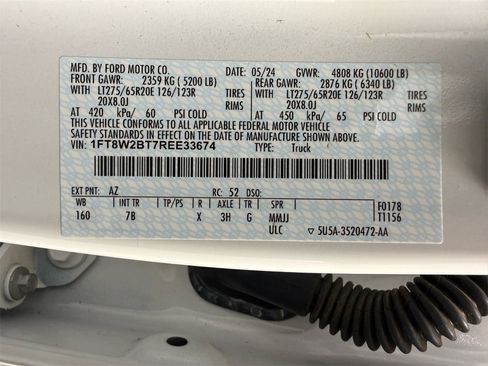 MFD. BY FORD MOTOR CO. DATE: 05/24 GVWR: 4808 KG (10600 LB)
FRONT GAWR: 2359 KG ( 5200 LB) REAR GAWR: 2876 KG ( 6340 LB)
WITH LT275/65R20E 126/123R TIRES WITH LT275/65R20E 126/123R TIRES
20X8.0J RIMS 20X8.0J RIMS
AT 420 kPa/ 60 PSI COLD AT 450 kPa/ 65 PSI COLD
THIS VEHICLE CONFORMS TO ALL APPLICABLE FEDERAL MOTOR VEHICLE
SAFETY STANDARDS IN EFFECT ON THE DATE OF MANUFACTURE SHOWN ABOVE.
VIN: 1FT8W2BT7REE33674 TYPE: Truck
EXT PNT: AZ RC: 52 DSO:
WB INT TR TP/PS R AXLE TR SPR F0178
160 7B X 3H G MMJJ T1156
ULC ▽ 5U5A-3520472-AA